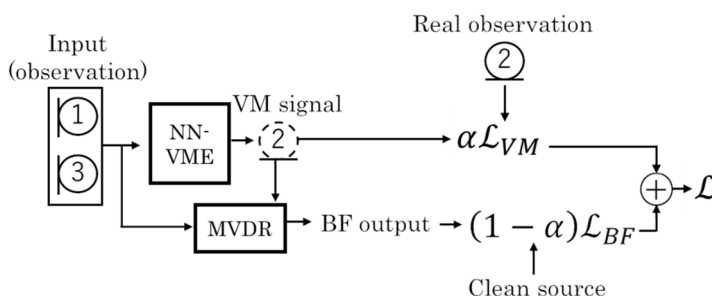 Real observation
Input
(observation)
2
1
3
NN-
VME
VM signal
2
αℒ_VM
+
ℒ
MVDR
BF output
(1 − α)ℒ_BF
Clean source